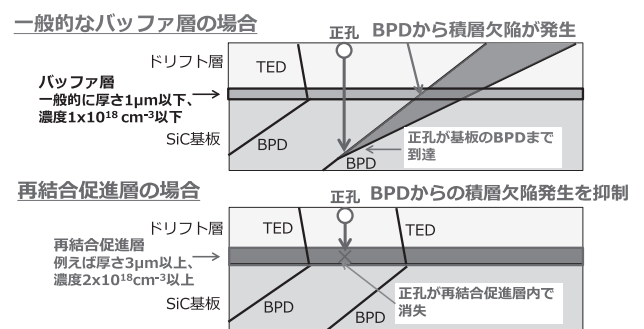 一般的なバッファ層の場合
正孔
BPDから積層欠陥が発生
ドリフト層
TED
バッファ層
一般的に厚さ1μm以下、
濃度1x10¹⁸ cm⁻³以下
SiC基板
BPD
正孔が基板のBPDまで
到達
BPD
再結合促進層の場合
正孔
BPDからの積層欠陥発生を抑制
ドリフト層
TED
TED
再結合促進層
例えば厚さ3μm以上、
濃度2x10¹⁸cm⁻³以上
SiC基板
BPD
正孔が再結合促進層内で
消失
BPD